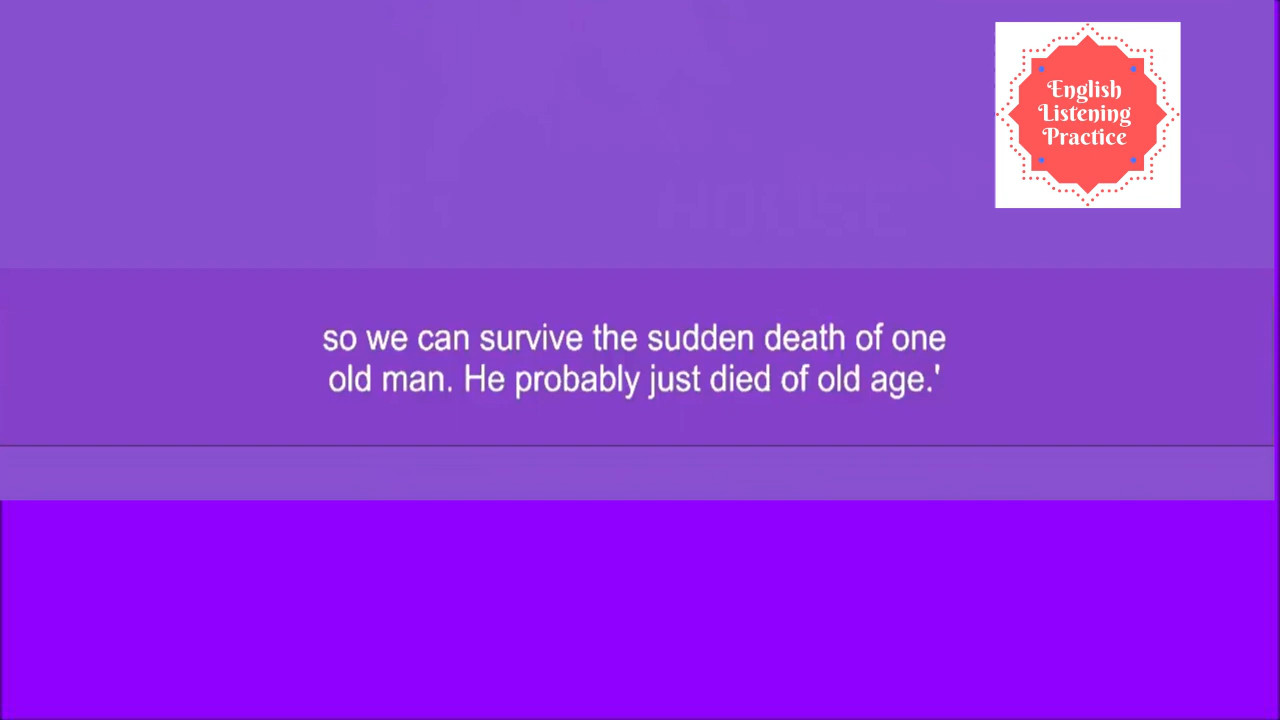 English
Listening
Practice
HOUSE
so we can survive the sudden death of one
old man. He probably just died of old age.'